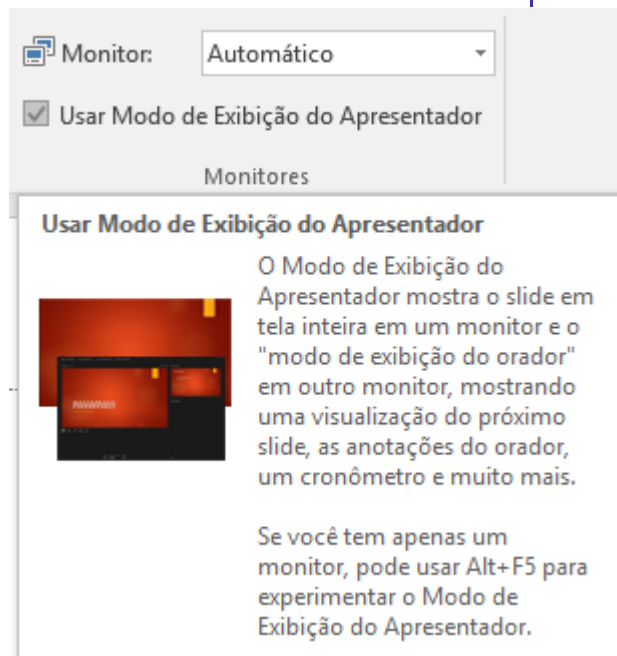 Monitor: Automático
Usar Modo de Exibição do Apresentador
Monitores
Usar Modo de Exibição do Apresentador
O Modo de Exibição do
Apresentador mostra o slide em
tela inteira em um monitor e o
"modo de exibição do orador"
em outro monitor, mostrando
uma visualização do próximo
slide, as anotações do orador,
um cronômetro e muito mais.
Se você tem apenas um
monitor, pode usar Alt+F5 para
experimentar o Modo de
Exibição do Apresentador.